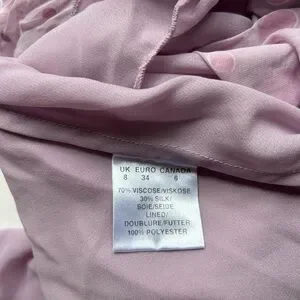 UK EURO CANADA
8 34 6
70% VISCOSE/VISKOSE
30% SILK/
SOIE/SEIDE
LINED/
DOUBLURE/FUTTER
100% POLYESTER